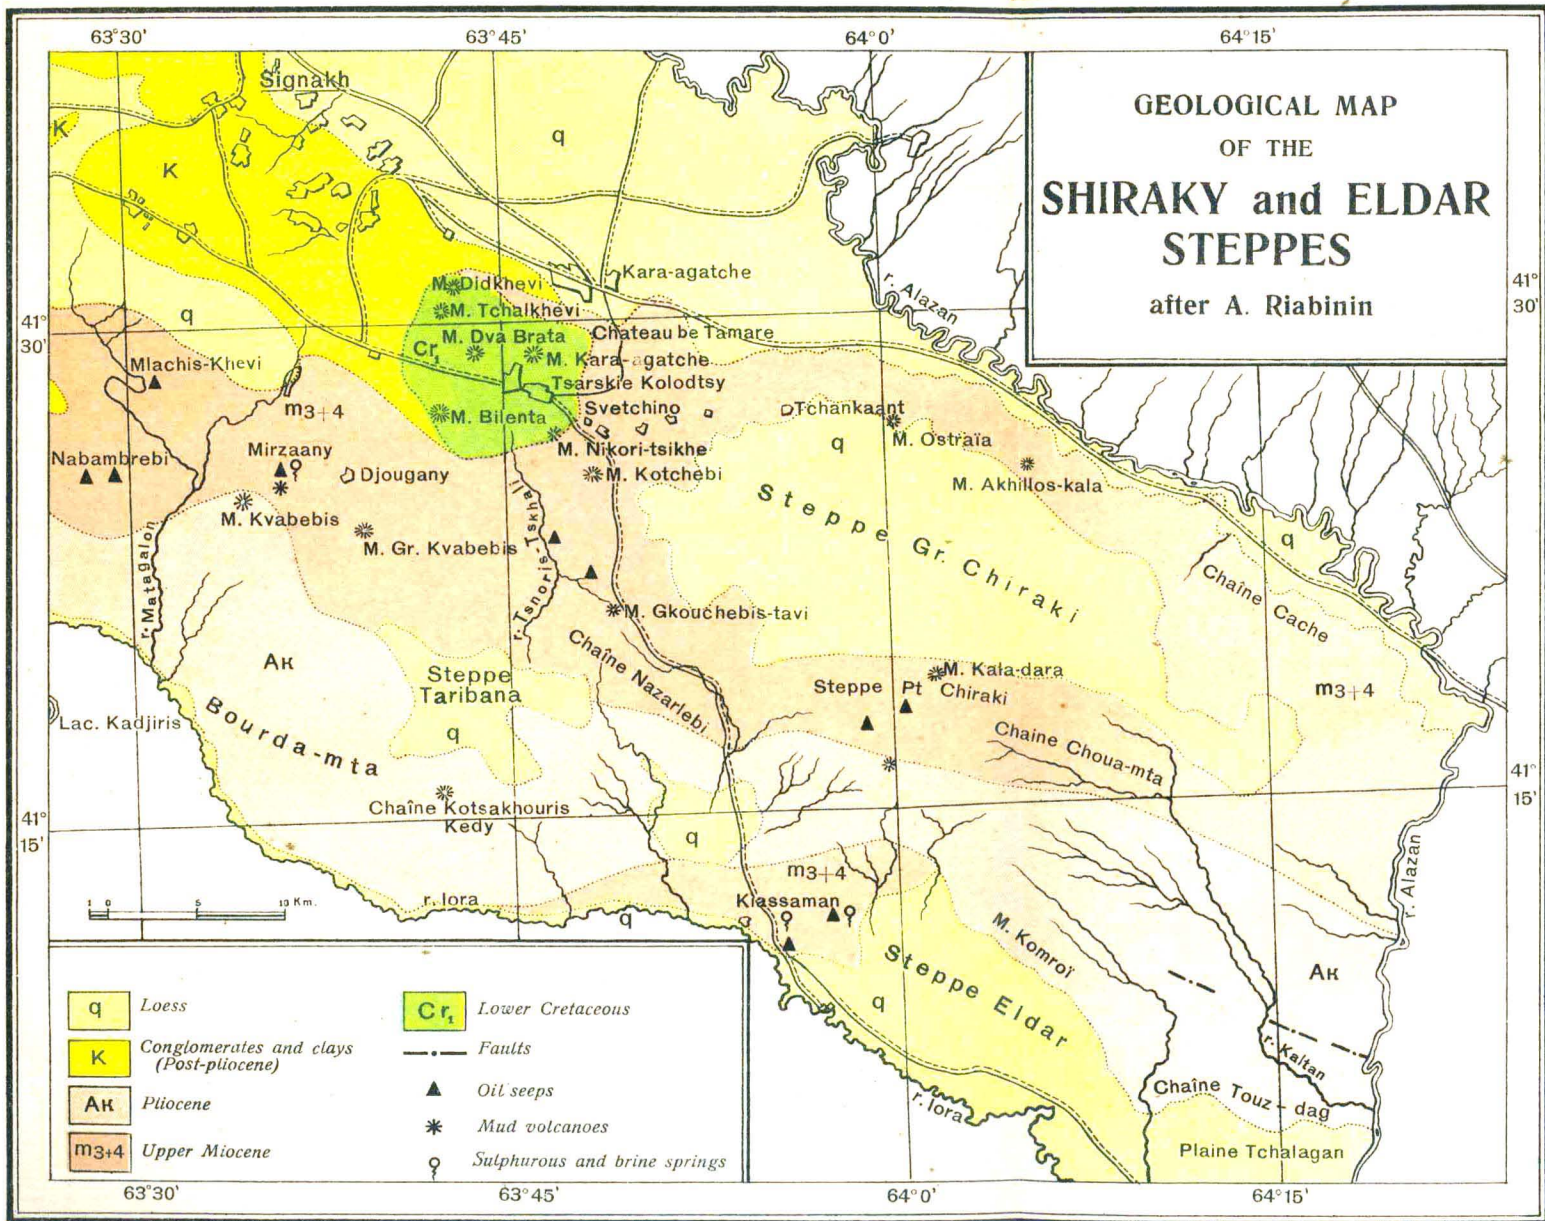 63°30'
63°45'
64°0'
64°15'
GEOLOGICAL MAP
OF THE
SHIRAKY and ELDAR
STEPPES
after A. Riabinin
Signakh
K
K
q
r. Alazan
Kara-agatche
M. Didkhevi
M. Tchalkhevi
41°
30'
41°
30'
q
Chateau be Tamare
M. Dva Brata
Cr1
M. Kara-agatche
Mlachis-Khevi
Tsarskie Kolodtsy
m3+4
Svetchino
Tchankaant
M. Bilenta
q
M. Ostraïa
M. Nikori-tsikhe
Nabambrebi
Mirzaany
Djougany
M. Kotchebi
M. Akhillos-kala
Steppe Gr. Chiraki
M. Kvabebis
M. Gr. Kvabebis
q
Chaîne Cache
r. Matagalon
r. Tsnoris-Tskhali
M. Gkouchebis-tavi
Chaîne Nazarlebi
Ak
Steppe
Taribana
q
M. Kala-dara
Steppe Pt Chiraki
m3+4
Lac. Kadjiris
Bourda-mta
Chaine Choua-mta
41°
15'
41°
15'
Chaîne Kotsakhouris
Kedy
q
m3+4
r. Alazan
1 0 5 10 Km.
r. Iora
q
Klassaman
M. Komroï
Steppe Eldar
q
Ak
r. Kaltan
r. Iora
Chaîne Touz-dag
Plaine Tchalagan
q Loess
K Conglomerates and clays
(Post-pliocene)
Ak Pliocene
m3+4 Upper Miocene
Cr1 Lower Cretaceous
Faults
Oil seeps
Mud volcanoes
Sulphurous and brine springs
63°30'
63°45'
64°0'
64°15'